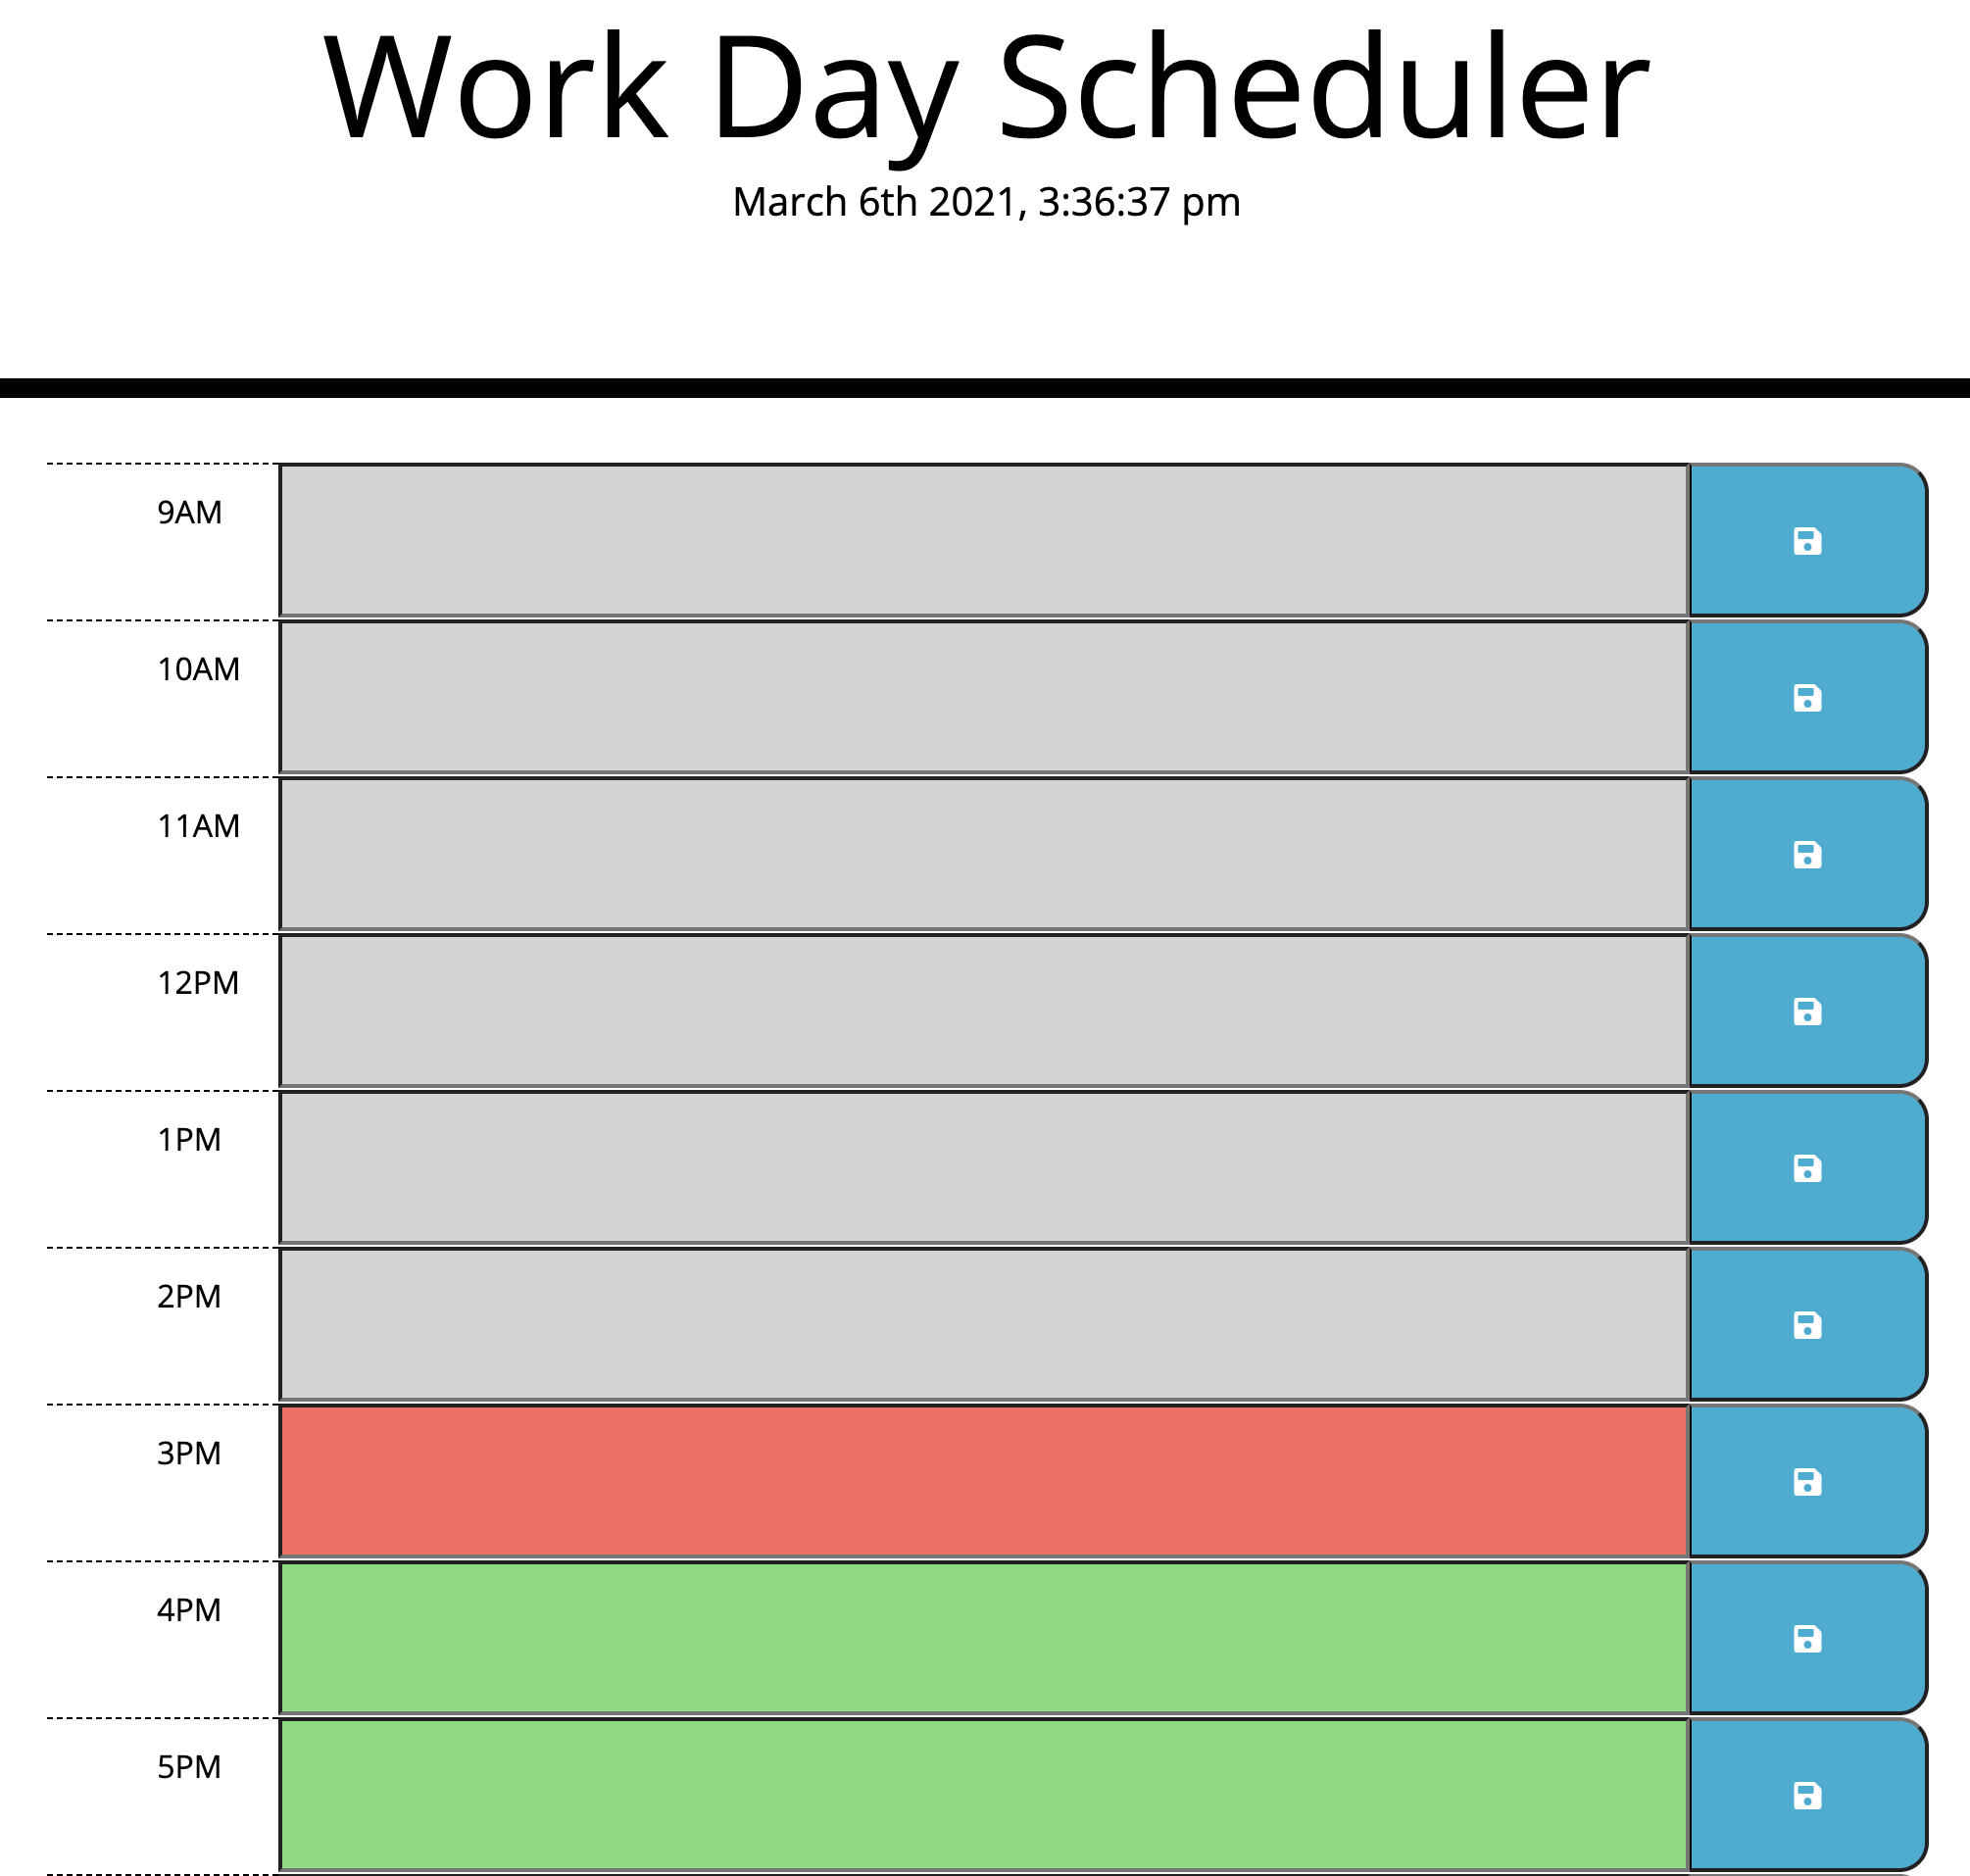 Work Day Scheduler
March 6th 2021, 3:36:37 pm
9AM
10AM
11AM
12PM
1PM
2PM
3PM
4PM
5PM